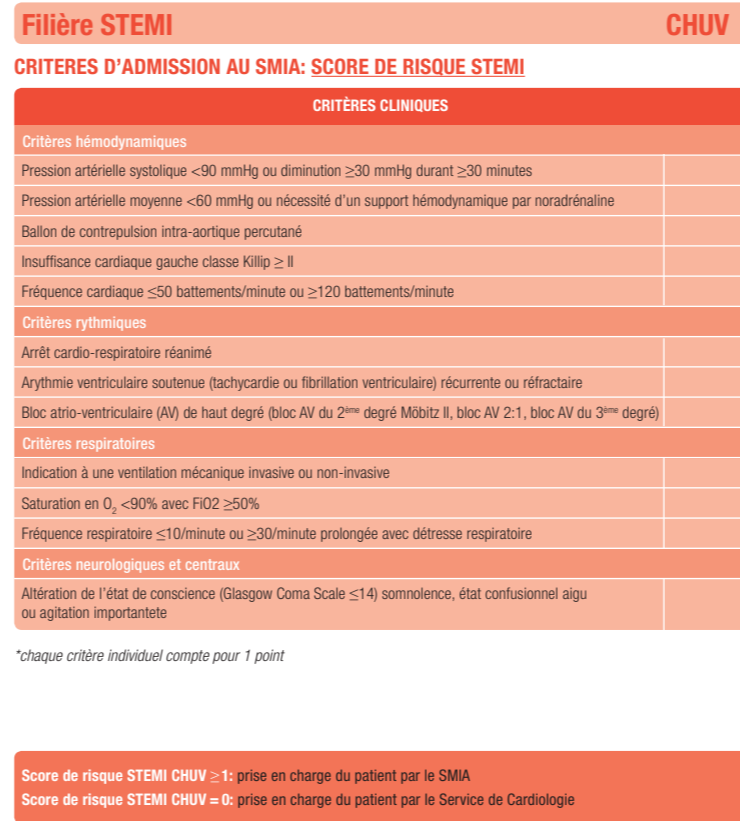 Filière STEMI CHUV
CRITERES D'ADMISSION AU SMIA: SCORE DE RISQUE STEMI
CRITÈRES CLINIQUES
Critères hémodynamiques
Pression artérielle systolique <90 mmHg ou diminution ≥30 mmHg durant ≥30 minutes
Pression artérielle moyenne <60 mmHg ou nécessité d'un support hémodynamique par noradrénaline
Ballon de contrepulsion intra-aortique percutané
Insuffisance cardiaque gauche classe Killip ≥ II
Fréquence cardiaque ≤50 battements/minute ou ≥120 battements/minute
Critères rythmiques
Arrêt cardio-respiratoire réanimé
Arythmie ventriculaire soutenue (tachycardie ou fibrillation ventriculaire) récurrente ou réfractaire
Bloc atrio-ventriculaire (AV) de haut degré (bloc AV du 2ème degré Möbitz II, bloc AV 2:1, bloc AV du 3ème degré)
Critères respiratoires
Indication à une ventilation mécanique invasive ou non-invasive
Saturation en O2 <90% avec FiO2 ≥50%
Fréquence respiratoire ≤10/minute ou ≥30/minute prolongée avec détresse respiratoire
Critères neurologiques et centraux
Altération de l'état de conscience (Glasgow Coma Scale ≤14) somnolence, état confusionnel aigu
ou agitation importantete
*chaque critère individuel compte pour 1 point
Score de risque STEMI CHUV ≥1: prise en charge du patient par le SMIA
Score de risque STEMI CHUV = 0: prise en charge du patient par le Service de Cardiologie